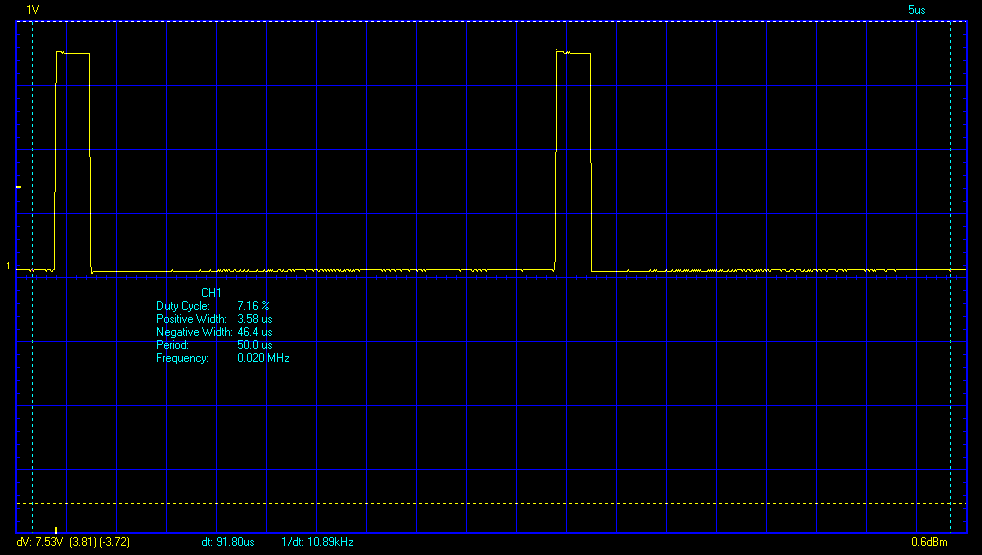 1V 5us
1
CH1
Duty Cycle: 7.16 %
Positive Width: 3.58 us
Negative Width: 46.4 us
Period: 50.0 us
Frequency: 0.020 MHz
dV: 7.53V (3.81) (-3.72) dt: 91.80us 1/dt: 10.89kHz 0.6dBm